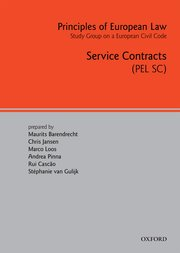 Principles of European Law
Study Group on a European Civil Code
Service Contracts
(PEL SC)
prepared by
Maurits Barendrecht
Chris Jansen
Marco Loos
Andrea Pinna
Rui Cascão
Stéphanie van Gulijk
OXFORD